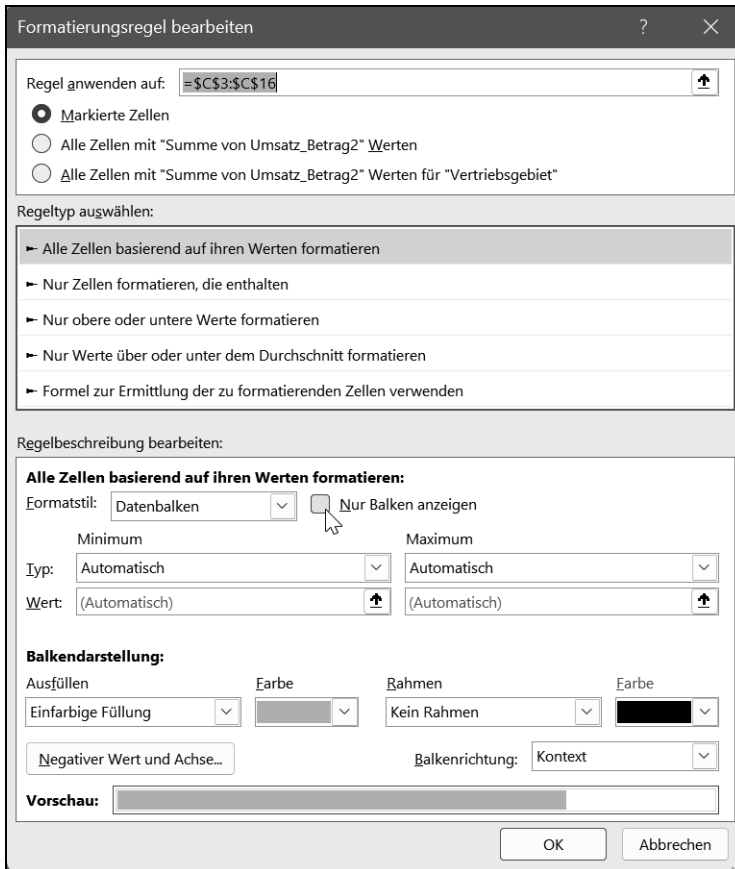 Formatierungsregel bearbeiten ?
Regel anwenden auf: =$C$3:$C$16
Markierte Zellen
Alle Zellen mit "Summe von Umsatz_Betrag2" Werten
Alle Zellen mit "Summe von Umsatz_Betrag2" Werten für "Vertriebsgebiet"
Regeltyp auswählen:
► Alle Zellen basierend auf ihren Werten formatieren
► Nur Zellen formatieren, die enthalten
► Nur obere oder untere Werte formatieren
► Nur Werte über oder unter dem Durchschnitt formatieren
► Formel zur Ermittlung der zu formatierenden Zellen verwenden
Regelbeschreibung bearbeiten:
Alle Zellen basierend auf ihren Werten formatieren:
Formatstil: Datenbalken Nur Balken anzeigen
Minimum Maximum
Typ: Automatisch Automatisch
Wert: (Automatisch) (Automatisch)
Balkendarstellung:
Ausfüllen Farbe Rahmen Farbe
Einfarbige Füllung Kein Rahmen
Negativer Wert und Achse... Balkenrichtung: Kontext
Vorschau:
OK Abbrechen